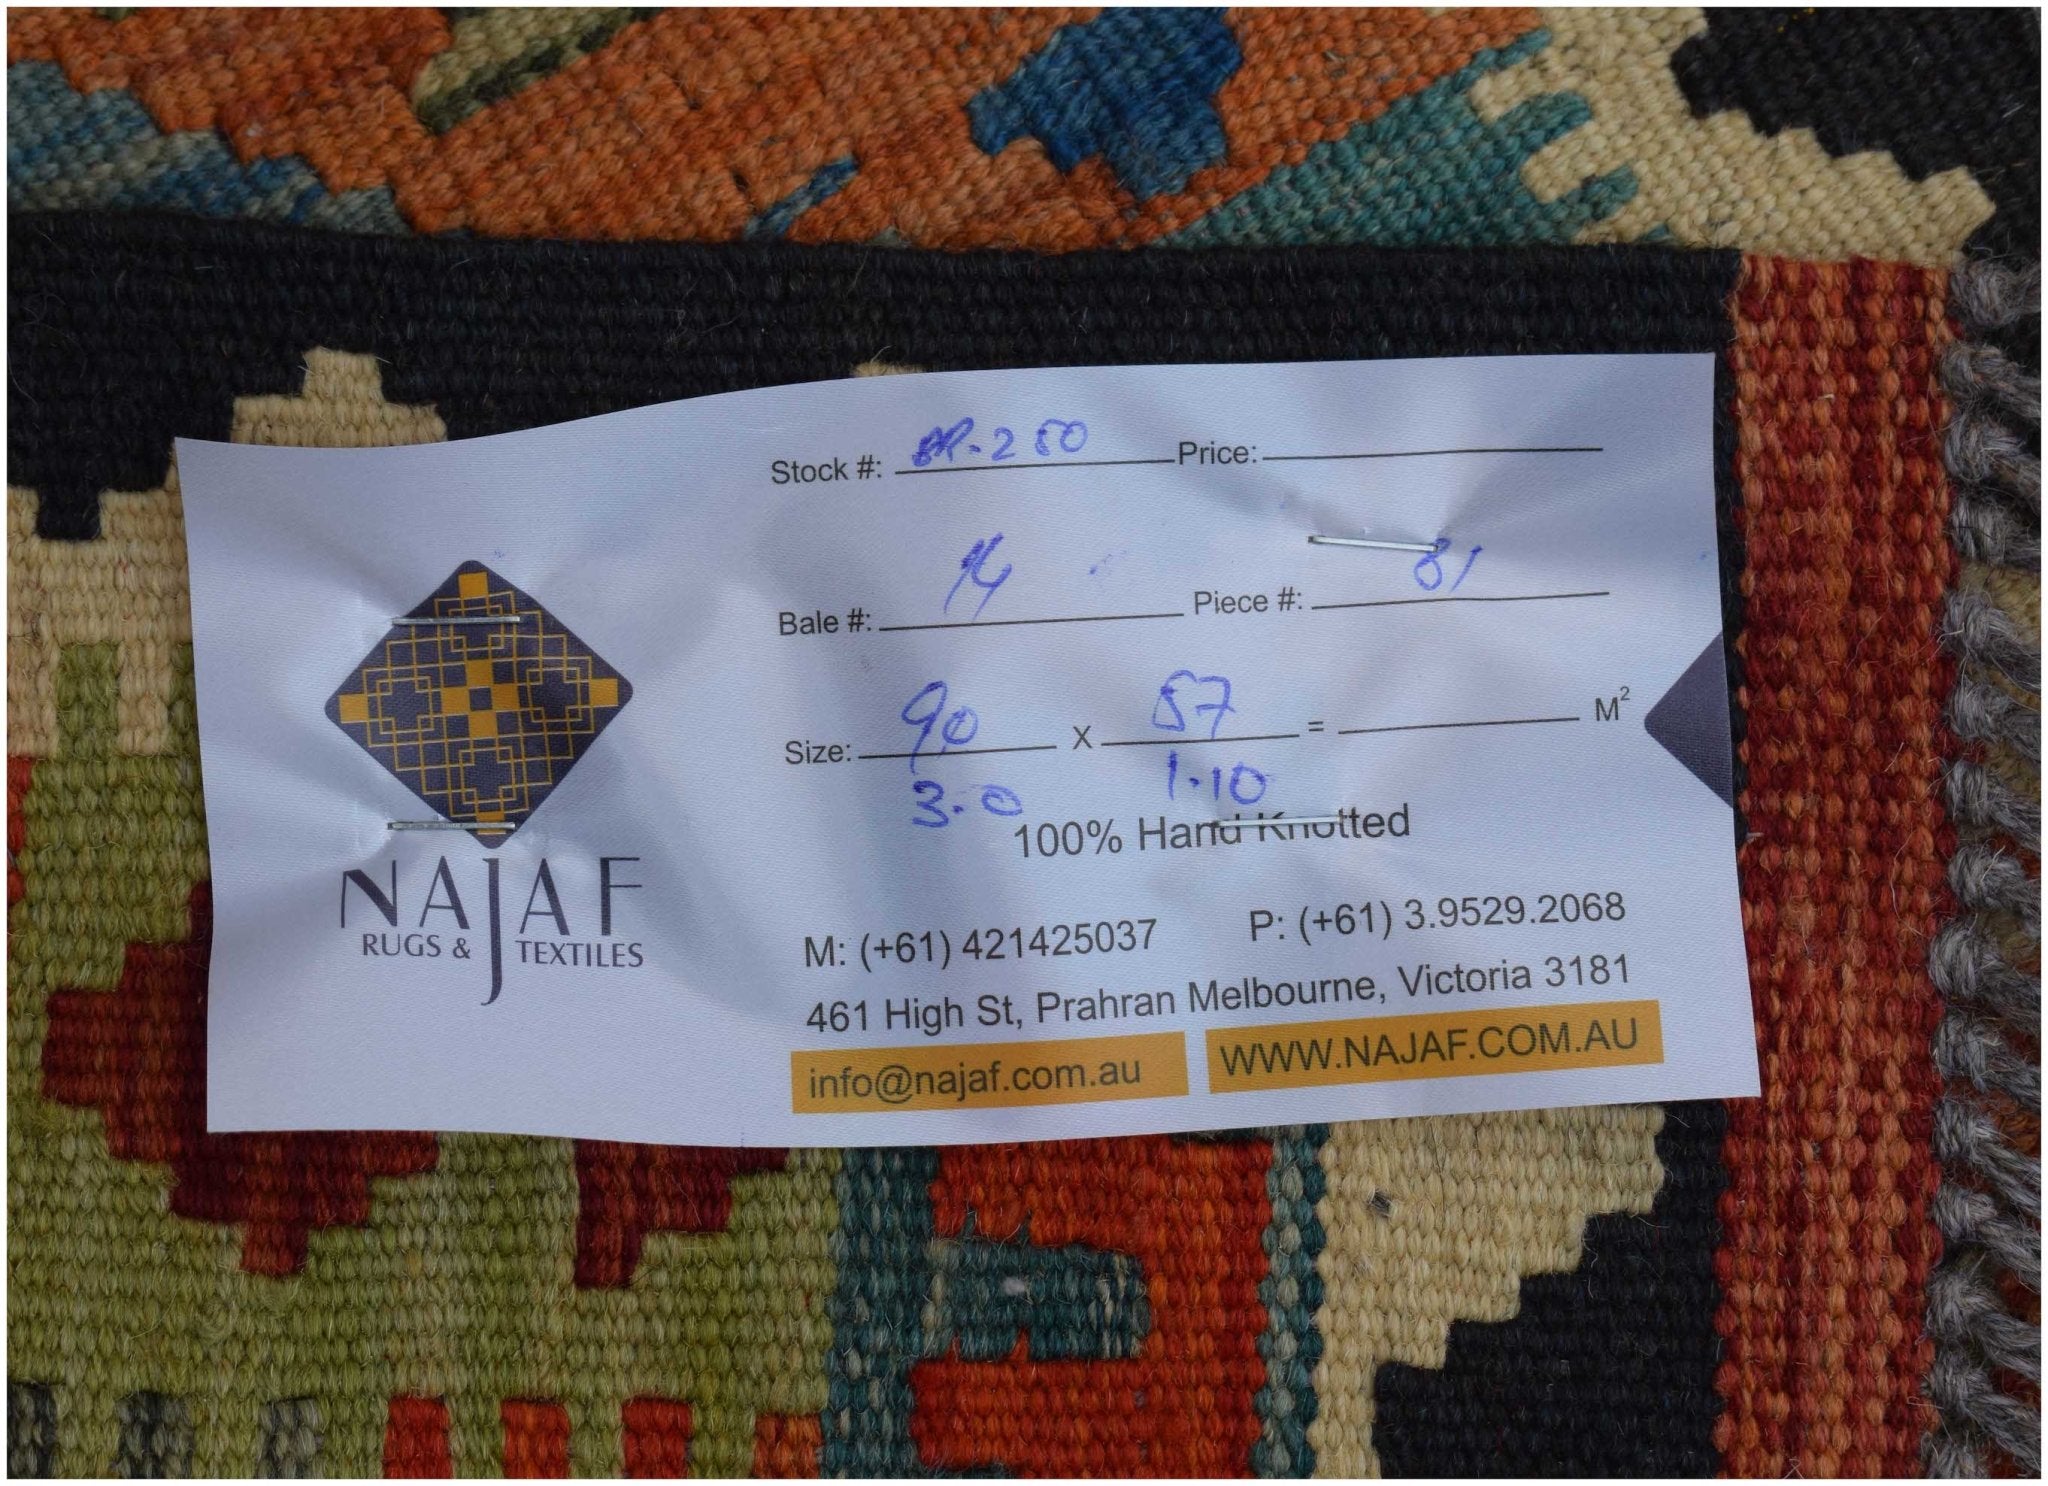 Stock #: AR-250 Price:
Bale #: 14 Piece #: 81
Size: 90 X 57 = M²
3.0 1.10
100% Hand Knotted
NAJAF
RUGS & TEXTILES
M: (+61) 421425037 P: (+61) 3.9529.2068
461 High St, Prahran Melbourne, Victoria 3181
info@najaf.com.au WWW.NAJAF.COM.AU